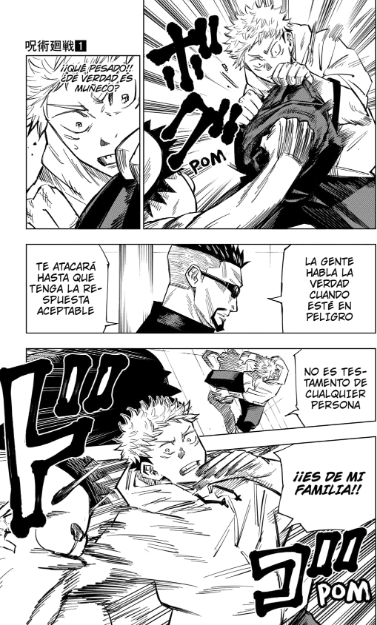 呪術廻戦 1
¡¡QUÉ PESADO!!
¿DE VERDAD ES
MUÑECO?
ボゴ
POM
LA GENTE
HABLA LA
VERDAD
CUANDO
ESTÉ EN
PELIGRO
TE ATACARÁ
HASTA QUE
TENGA LA RE-
SPUESTA
ACEPTABLE
NO ES TES-
TAMENTO DE
CUALQUIER
PERSONA
¡¡ES DE MI
FAMILIA!!
POM